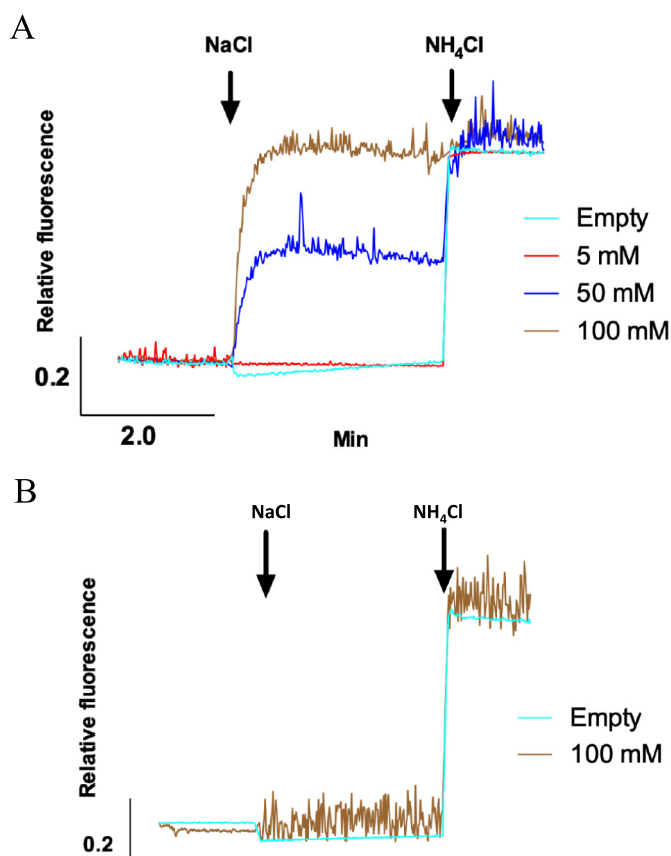 A
NaCl
NH₄Cl
Relative fluorescence
Empty
5 mM
50 mM
100 mM
0.2
2.0
Min
B
NaCl
NH₄Cl
Relative fluorescence
Empty
100 mM
0.2